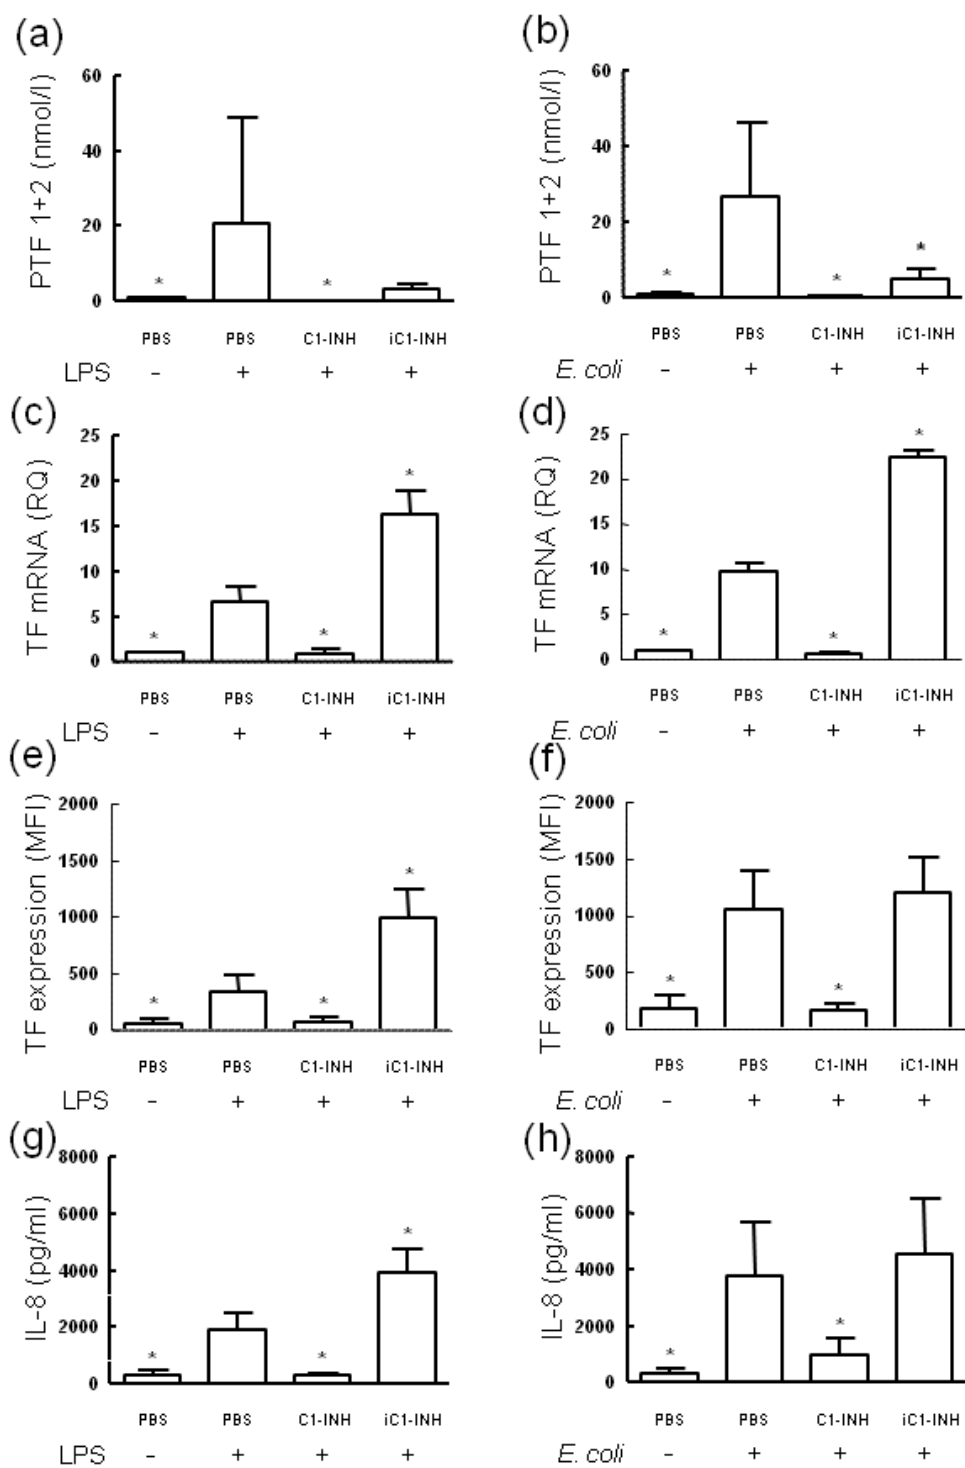 (a)
PTF 1+2 (nmol/l)
60
40
20
0
*
*
PBS PBS C1-INH iC1-INH
LPS - + + +
(b)
PTF 1+2 (nmol/l)
60
40
20
0
*
*
*
PBS PBS C1-INH iC1-INH
E. coli - + + +
(c)
TF mRNA (RQ)
25
20
15
10
5
0
*
*
*
PBS PBS C1-INH iC1-INH
LPS - + + +
(d)
TF mRNA (RQ)
25
20
15
10
5
0
*
*
*
PBS PBS C1-INH iC1-INH
E. coli - + + +
(e)
TF expression (MFI)
2000
1500
1000
500
0
*
*
*
PBS PBS C1-INH iC1-INH
LPS - + + +
(f)
TF expression (MFI)
2000
1500
1000
500
0
*
*
PBS PBS C1-INH iC1-INH
E. coli - + + +
(g)
IL-8 (pg/ml)
8000
6000
4000
2000
0
*
*
*
PBS PBS C1-INH iC1-INH
LPS - + + +
(h)
IL-8 (pg/ml)
8000
6000
4000
2000
0
*
*
PBS PBS C1-INH iC1-INH
E. coli - + + +